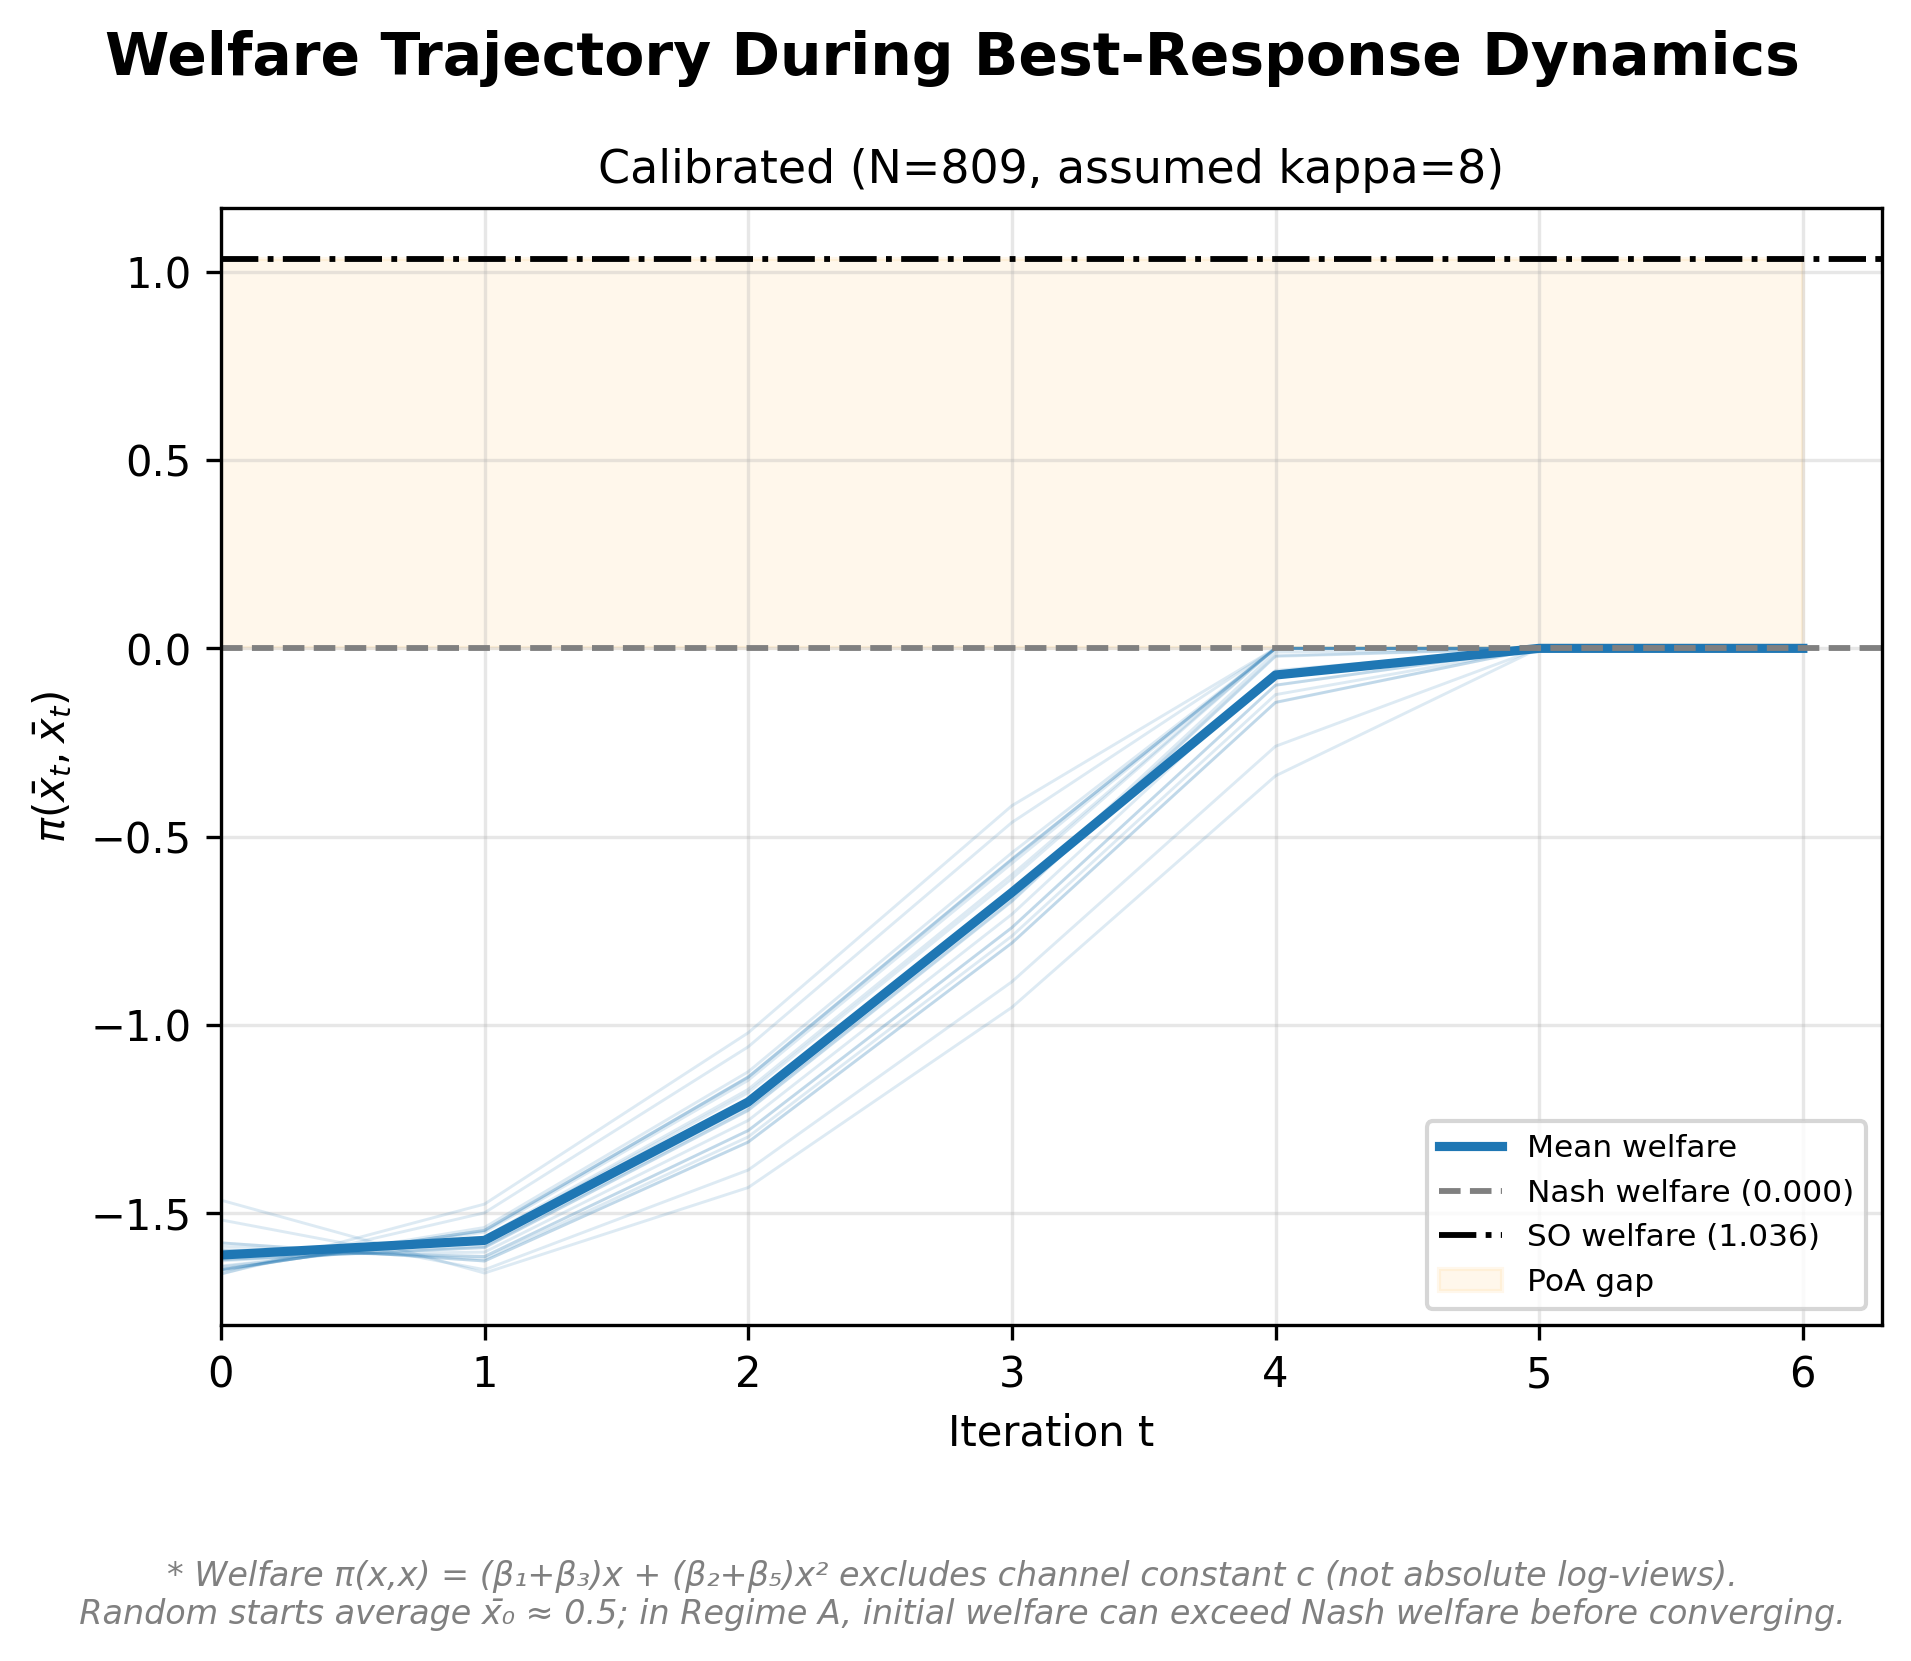 Welfare Trajectory During Best-Response Dynamics
Calibrated (N=809, assumed kappa=8)
1.0
0.5
0.0
−0.5
−1.0
−1.5
π(x̄ₜ, x̄ₜ)
Mean welfare
Nash welfare (0.000)
SO welfare (1.036)
PoA gap
0 1 2 3 4 5 6
Iteration t
* Welfare π(x,x) = (β₁+β₃)x + (β₂+β₅)x² excludes channel constant c (not absolute log-views).
Random starts average x̄₀ ≈ 0.5; in Regime A, initial welfare can exceed Nash welfare before converging.